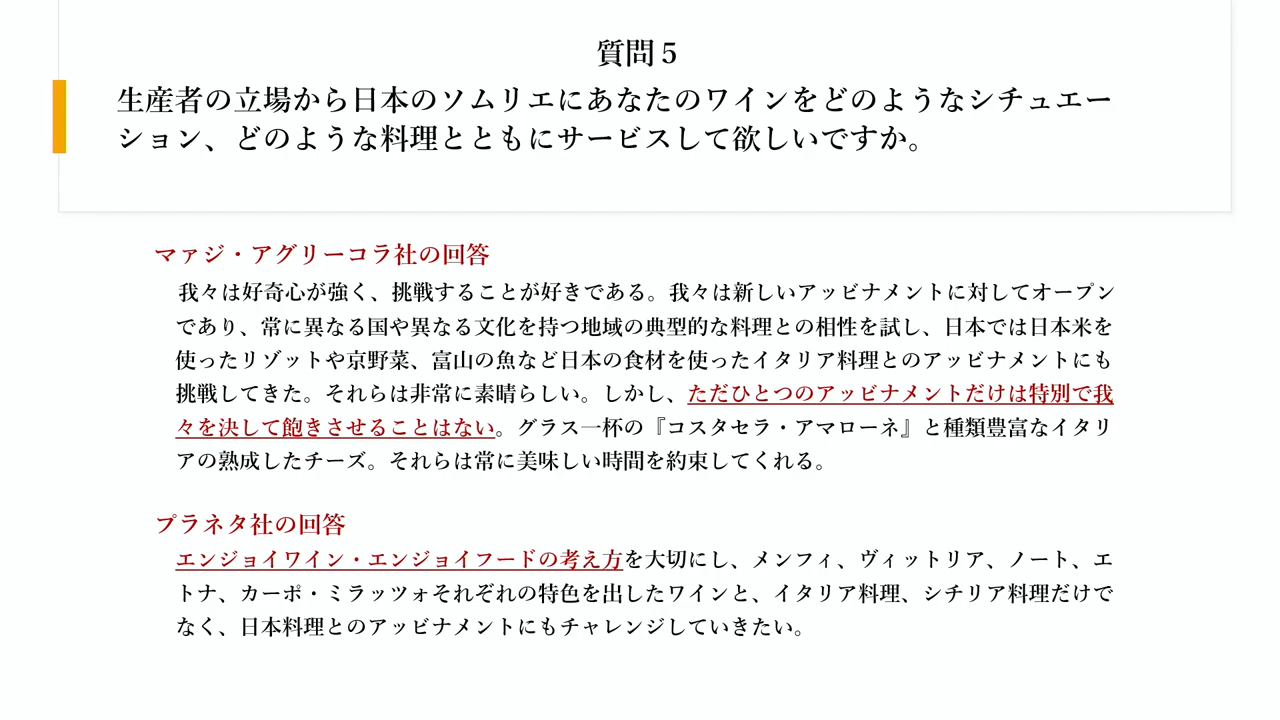 質問５
生産者の立場から日本のソムリエにあなたのワインをどのようなシチュエー
ション、どのような料理とともにサービスして欲しいですか。
マァジ・アグリーコラ社の回答
我々は好奇心が強く、挑戦することが好きである。我々は新しいアッビナメントに対してオープン
であり、常に異なる国や異なる文化を持つ地域の典型的な料理との相性を試し、日本では日本米を
使ったリゾットや京野菜、富山の魚など日本の食材を使ったイタリア料理とのアッビナメントにも
挑戦してきた。それらは非常に素晴らしい。しかし、ただひとつのアッビナメントだけは特別で我
々を決して飽きさせることはない。グラス一杯の『コスタセラ・アマローネ』と種類豊富なイタリ
アの熟成したチーズ。それらは常に美味しい時間を約束してくれる。
プラネタ社の回答
エンジョイワイン・エンジョイフードの考え方を大切にし、メンフィ、ヴィットリア、ノート、エ
トナ、カーポ・ミラッツォそれぞれの特色を出したワインと、イタリア料理、シチリア料理だけで
なく、日本料理とのアッビナメントにもチャレンジしていきたい。